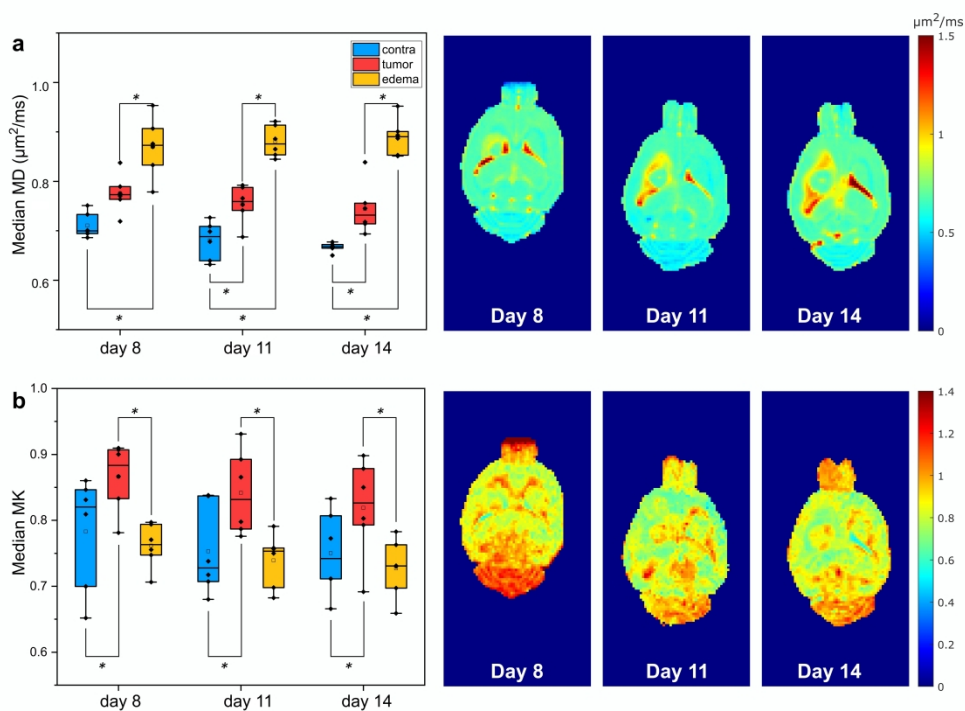 a
Median MD (µm²/ms)
1.0
0.8
0.6
contra
tumor
edema
*
*
*
*
*
*
*
*
day 8
day 11
day 14
Day 8
Day 11
Day 14
µm²/ms
1.5
1
0.5
0
b
Median MK
1.0
0.9
0.8
0.7
0.6
*
*
*
*
*
*
day 8
day 11
day 14
Day 8
Day 11
Day 14
1.4
1.2
1
0.8
0.6
0.4
0.2
0